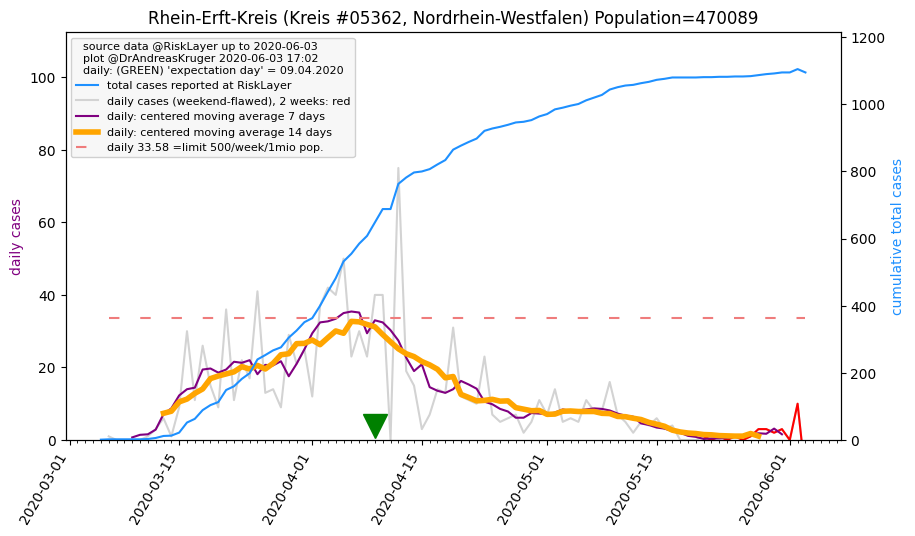 Rhein-Erft-Kreis (Kreis #05362, Nordrhein-Westfalen) Population=470089
source data @RiskLayer up to 2020-06-03
plot @DrAndreasKruger 2020-06-03 17:02
daily: (GREEN) 'expectation day' = 09.04.2020
total cases reported at RiskLayer
daily cases (weekend-flawed), 2 weeks: red
daily: centered moving average 7 days
daily: centered moving average 14 days
daily 33.58 =limit 500/week/1mio pop.
daily cases
100
80
60
40
20
0
1200
1000
800
600
400
200
0
cumulative total cases
2020-03-01
2020-03-15
2020-04-01
2020-04-15
2020-05-01
2020-05-15
2020-06-01